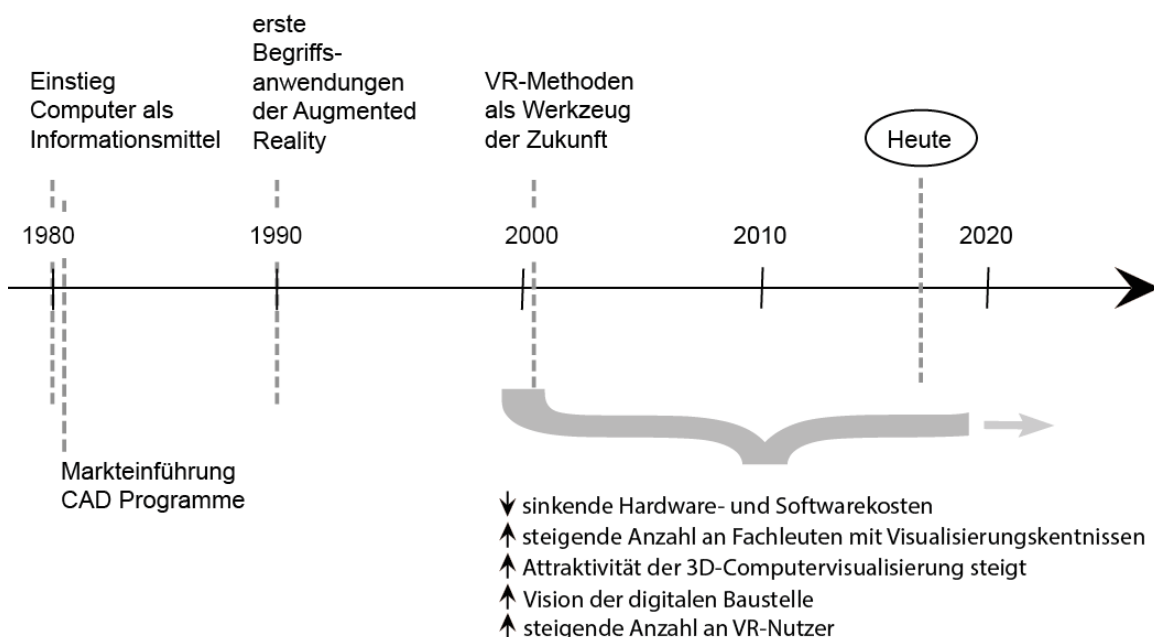 erste
Begriffs-
anwendungen
der Augmented
Reality
Einstieg
Computer als
Informationsmittel
VR-Methoden
als Werkzeug
der Zukunft
Heute
1980
1990
2000
2010
2020
Markteinführung
CAD Programme
sinkende Hardware- und Softwarekosten
steigende Anzahl an Fachleuten mit Visualisierungskentnissen
Attraktivität der 3D-Computervisualisierung steigt
Vision der digitalen Baustelle
steigende Anzahl an VR-Nutzer